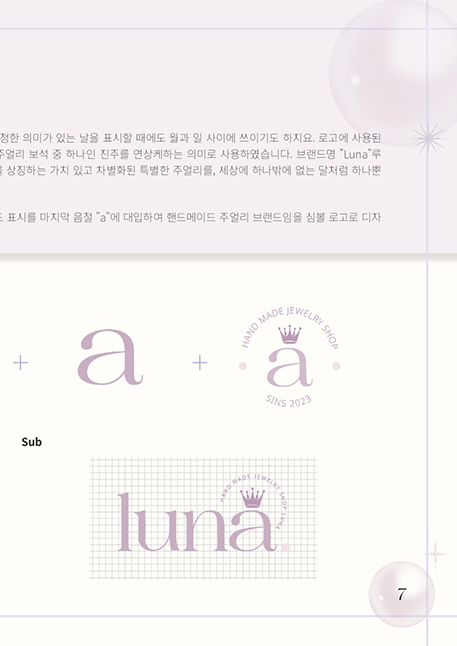 정한 의미가 있는 날을 표시할 때에도 월과 일 사이에 쓰이기도 하지요. 로고에 사용된
주얼리 보석 중 하나인 진주를 연상케하는 의미로 사용하였습니다. 브랜드명 "Luna"루
을 상징하는 가치 있고 차별화된 특별한 주얼리를, 세상에 하나밖에 없는 달처럼 하나뿐
드 표시를 마지막 음절 "a"에 대입하여 핸드메이드 주얼리 브랜드임을 심볼 로고로 디자
+ a + HAND MADE JEWELRY SHOP
a
SINS 2023
Sub
HAND MADE JEWELRY SHOP LUNA
luna.
7